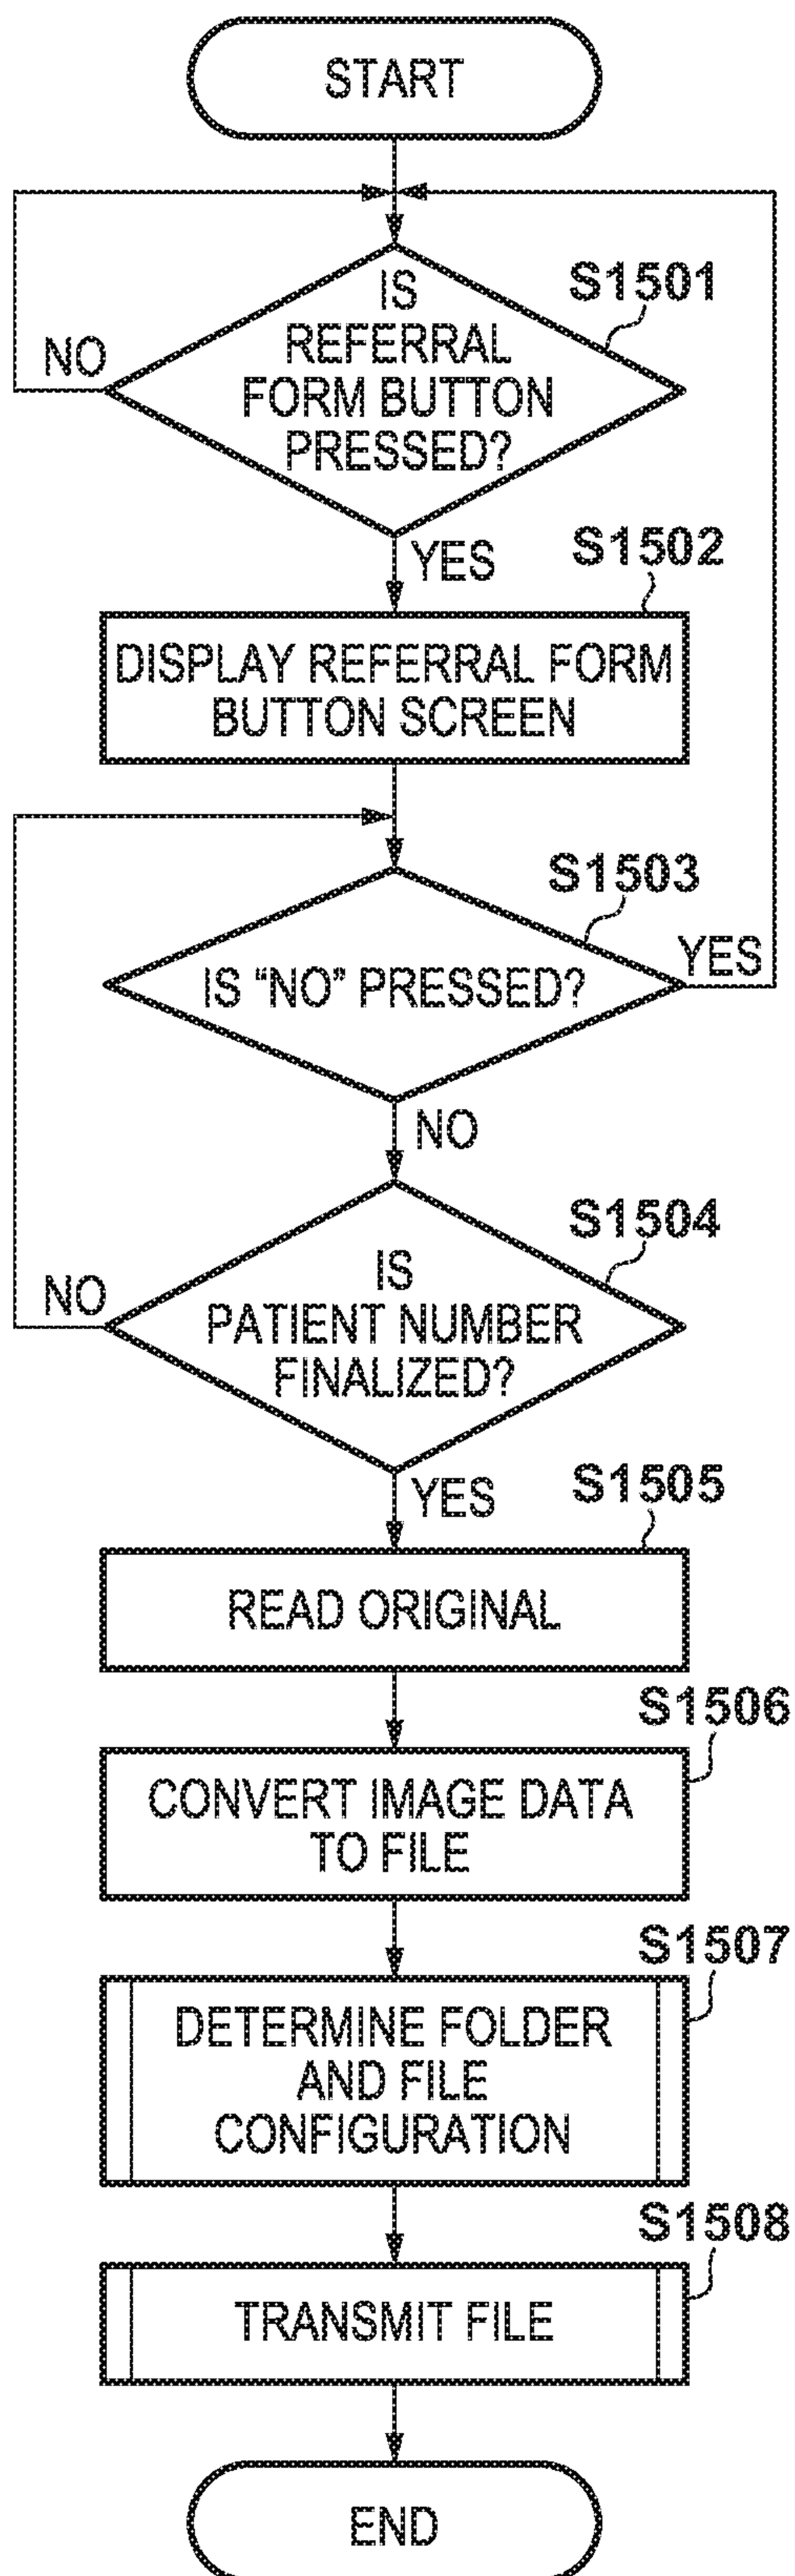 START
S1501
IS
REFERRAL
FORM BUTTON
PRESSED?
NO
YES
S1502
DISPLAY REFERRAL FORM
BUTTON SCREEN
S1503
IS “NO” PRESSED?
YES
NO
S1504
IS
PATIENT NUMBER
FINALIZED?
NO
YES
S1505
READ ORIGINAL
S1506
CONVERT IMAGE DATA
TO FILE
S1507
DETERMINE FOLDER
AND FILE
CONFIGURATION
S1508
TRANSMIT FILE
END